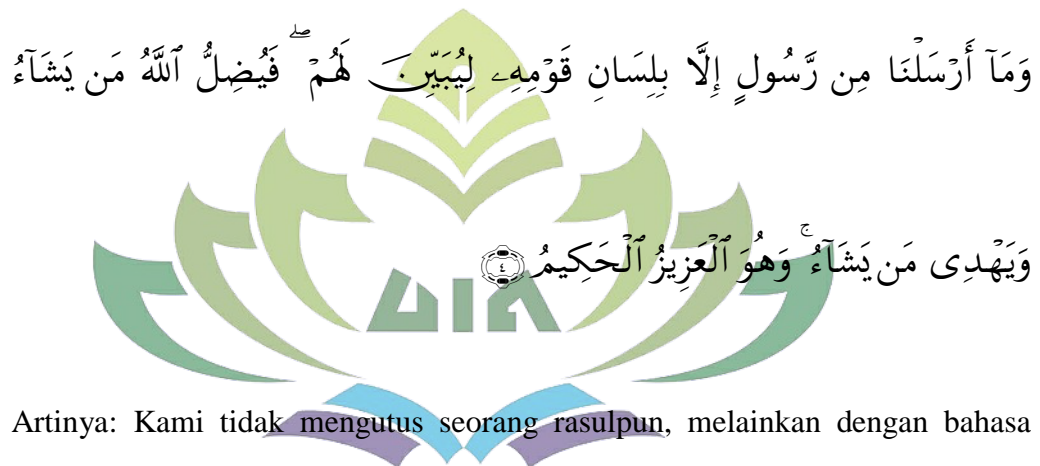 وَمَآ أَرْسَلْنَا مِن رَّسُولٍ إِلَّا بِلِسَانِ قَوْمِهِۦ لِيُبَيِّنَ لَهُمْ ۖ فَيُضِلُّ ٱللَّهُ مَن يَشَآءُ
وَيَهْدِى مَن يَشَآءُ ۚ وَهُوَ ٱلْعَزِيزُ ٱلْحَكِيمُ ﴿٤﴾
Artinya: Kami tidak mengutus seorang rasulpun, melainkan dengan bahasa